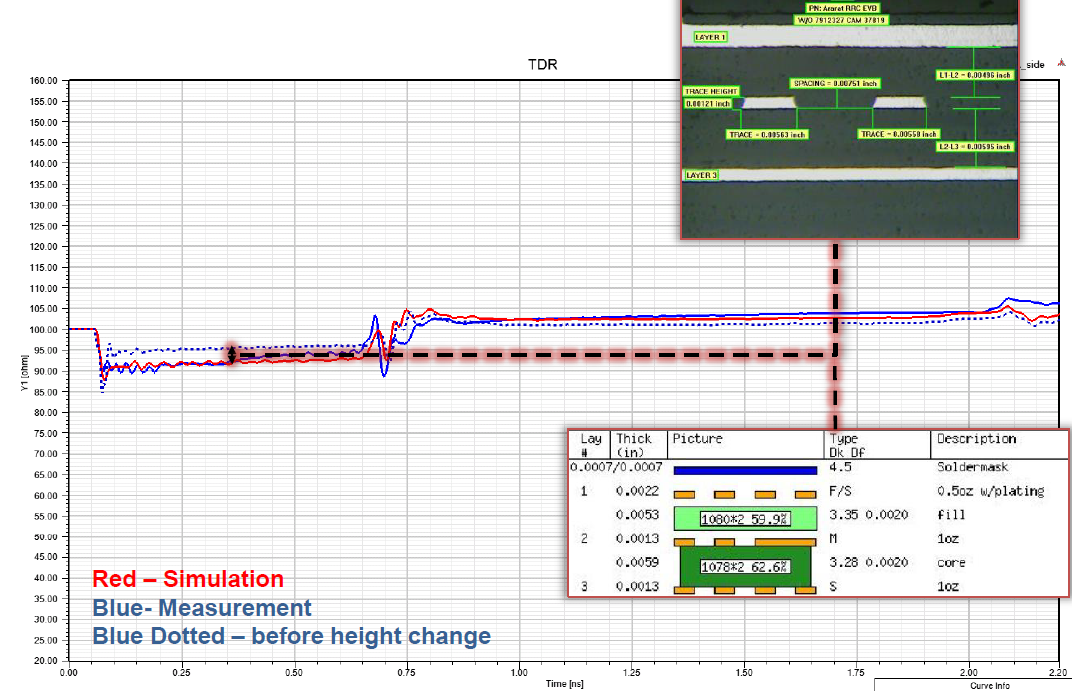 PN: Ararat RRC EVB
W/O 7912327 CAM 37819
LAYER 1
TDR
_side
L1-L2 = 0.00496 inch
SPACING = 0.00751 inch
TRACE HEIGHT
0.00121 inch
TRACE = 0.00563 inch
TRACE = 0.00558 inch
L2-L3 = 0.00595 inch
LAYER 3
160.00
155.00
150.00
145.00
140.00
135.00
130.00
125.00
120.00
115.00
110.00
105.00
100.00
95.00
90.00
85.00
80.00
75.00
70.00
65.00
60.00
55.00
50.00
45.00
40.00
35.00
30.00
25.00
20.00
Y1 [ohm]
Lay Thick Picture Type Description
# (in) Dk Df
0.0007/0.0007 4.5 Soldermask
1 0.0022 F/S 0.5oz w/plating
0.0053 1080*2 59.9% 3.35 0.0020 fill
2 0.0013 M 1oz
0.0059 1078*2 62.6% 3.28 0.0020 core
3 0.0013 S 1oz
Red – Simulation
Blue- Measurement
Blue Dotted – before height change
0.00 0.25 0.50 0.75 1.00 1.25 1.50 1.75 2.00 2.20
Time [ns]
Curve Info